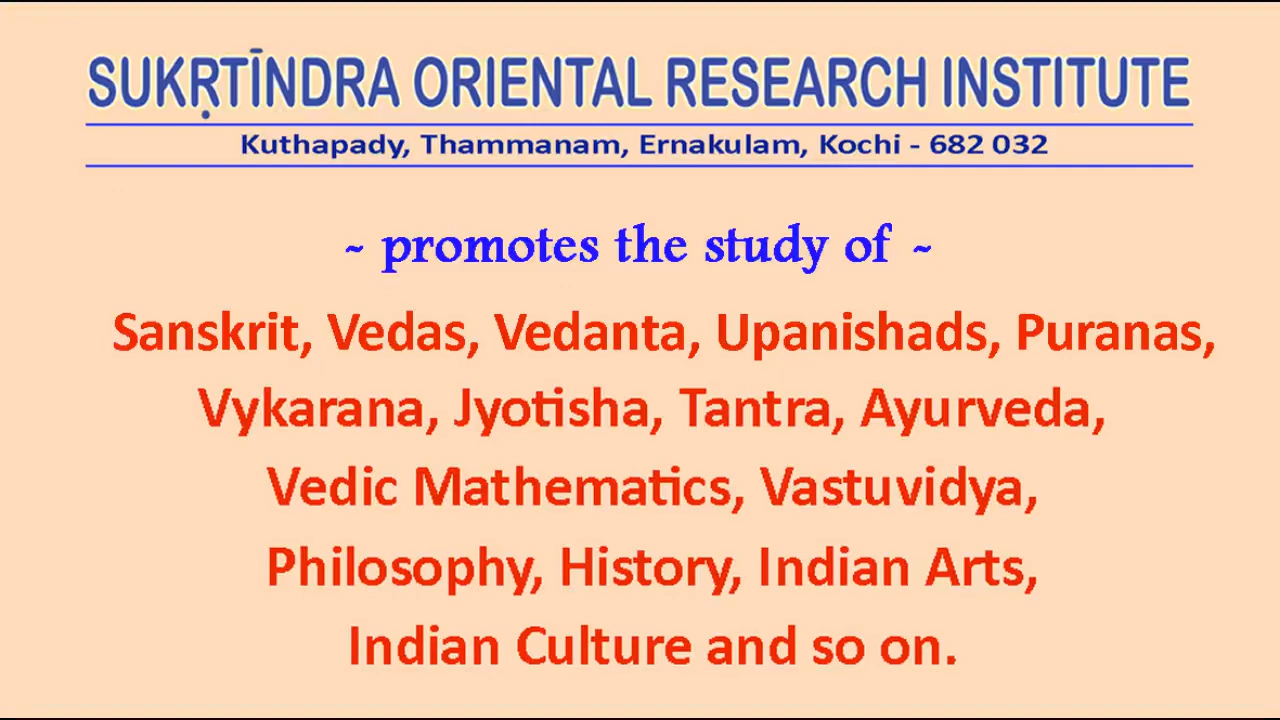 SUKṚTĪNDRA ORIENTAL RESEARCH INSTITUTE
Kuthapady, Thammanam, Ernakulam, Kochi - 682 032
~ promotes the study of ~
Sanskrit, Vedas, Vedanta, Upanishads, Puranas,
Vykarana, Jyotisha, Tantra, Ayurveda,
Vedic Mathematics, Vastuvidya,
Philosophy, History, Indian Arts,
Indian Culture and so on.